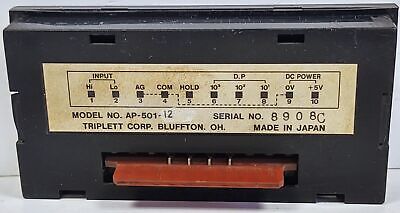 INPUT D.P DC POWER
Hi Lo AG COM HOLD 10³ 10² 10¹ 0V +5V
1 2 3 4 5 6 7 8 9 10
MODEL NO. AP-501-12 SERIAL NO. 8908C
TRIPLETT CORP. BLUFFTON, OH. MADE IN JAPAN